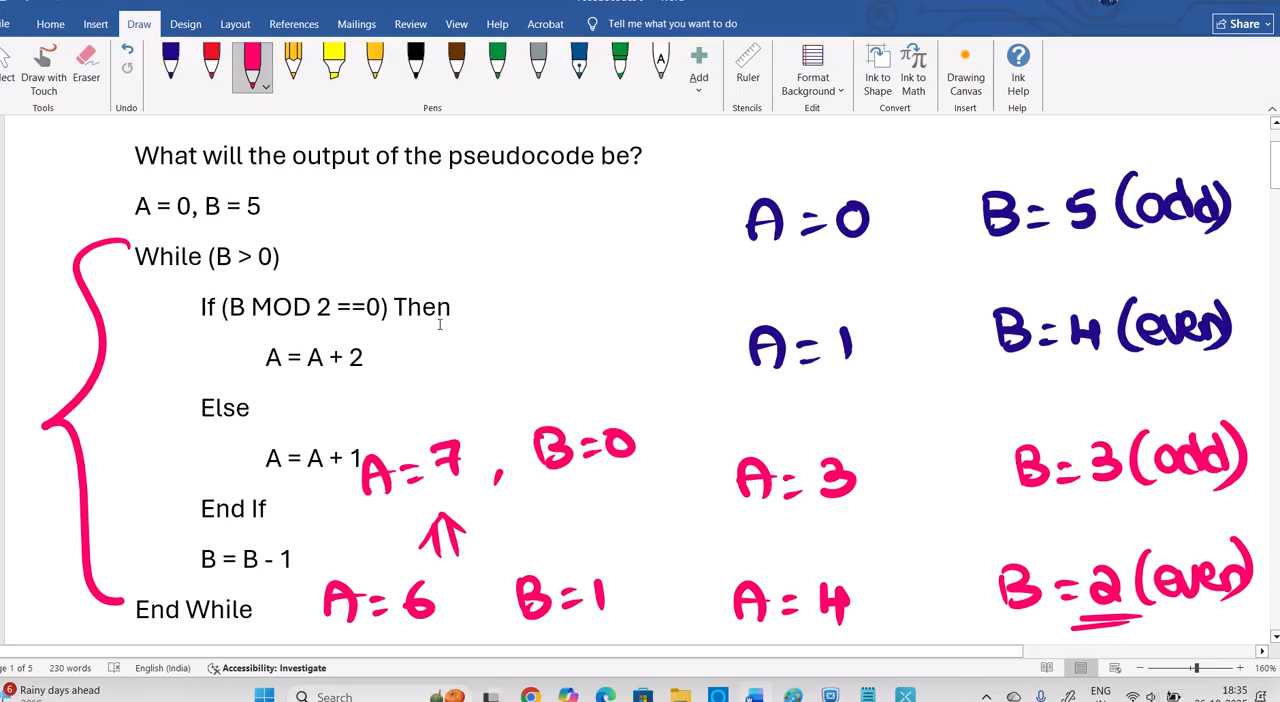 Home Insert Draw Design Layout References Mailings Review View Help Acrobat Tell me what you want to do Share
Draw with Touch Eraser Add Ruler Format Background Ink to Shape Ink to Math Drawing Canvas Ink Help
Tools Undo Pens Stencils Edit Convert Insert Help
What will the output of the pseudocode be?
A = 0, B = 5
A = 0 B = 5 (odd)
While (B > 0)
If (B MOD 2 ==0) Then
A = 1 B = 4 (even)
A = A + 2
Else
A = A + 1
A = 7 , B = 0
A = 3 B = 3 (odd)
End If
B = B - 1
End While
A = 6 B = 1
A = 4 B = 2 (even)
1 of 5 230 words English (India) Accessibility: Investigate 160%
6 Rainy days ahead Search ENG 18:35